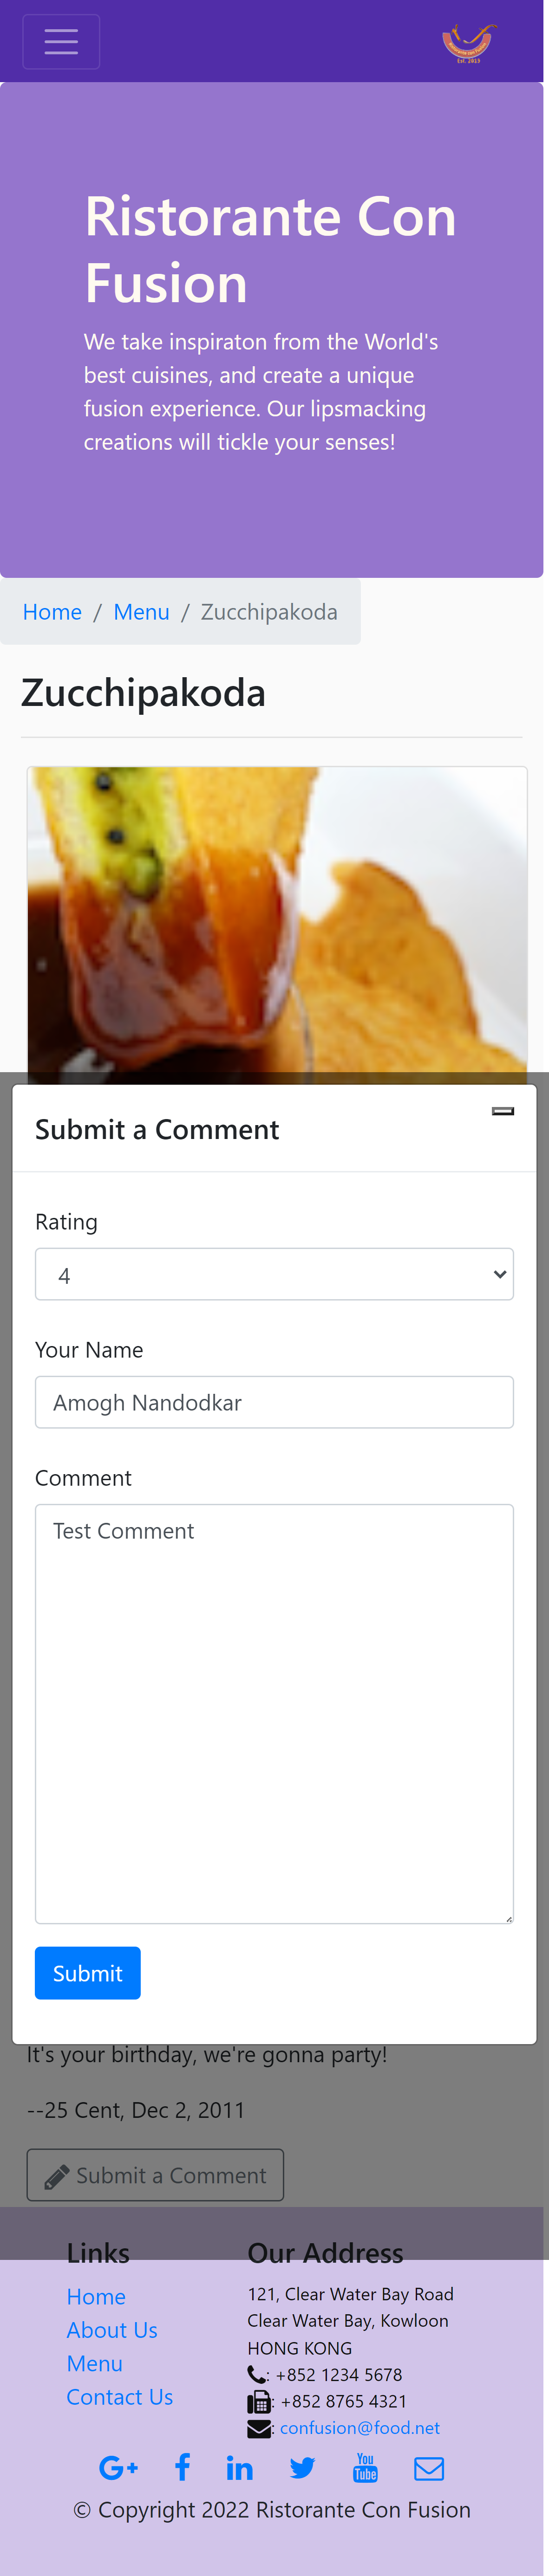 Ristorante con Fusion
Est. 2013
Ristorante Con
Fusion
We take inspiraton from the World's
best cuisines, and create a unique
fusion experience. Our lipsmacking
creations will tickle your senses!
Home / Menu / Zucchipakoda
Zucchipakoda
Submit a Comment
Rating
4
Your Name
Amogh Nandodkar
Comment
Test Comment
Submit
It's your birthday, we're gonna party!
--25 Cent, Dec 2, 2011
Submit a Comment
Links
Home
About Us
Menu
Contact Us
Our Address
121, Clear Water Bay Road
Clear Water Bay, Kowloon
HONG KONG
: +852 1234 5678
: +852 8765 4321
: confusion@food.net
You
Tube
© Copyright 2022 Ristorante Con Fusion